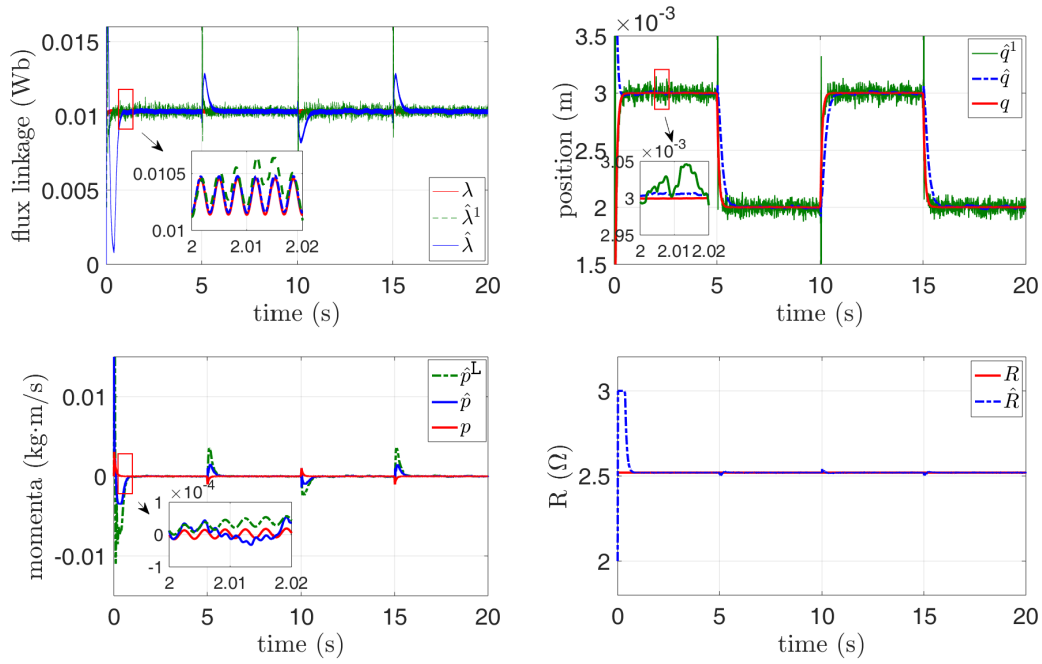 flux linkage (Wb)
0.015
0.01
0.005
0
0.0105
0.01
2
2.01
2.02
λ
λ̂¹
λ̂
0
5
10
15
20
time (s)
×10⁻³
position (m)
3.5
3
2.5
2
1.5
×10⁻³
3.05
3
2.95
2
2.01
2.02
q̂¹
q̂
q
0
5
10
15
20
time (s)
momenta (kg·m/s)
0.01
0
-0.01
×10⁻⁴
1
0
-1
2
2.01
2.02
p̂ᴸ
p̂
p
0
5
10
15
20
time (s)
R (Ω)
3
2.5
2
R
R̂
0
5
10
15
20
time (s)